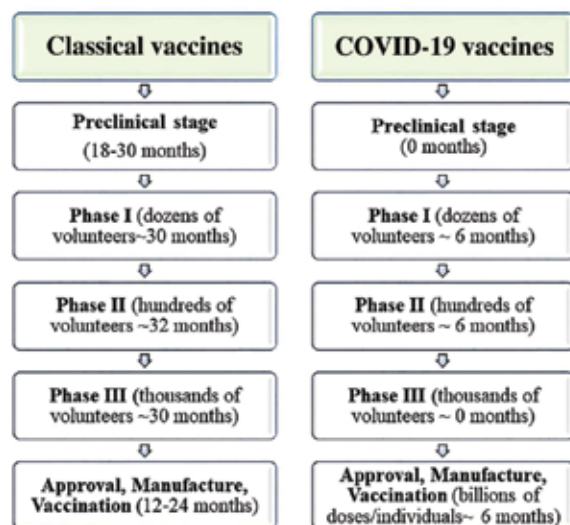 Classical vaccines
Preclinical stage
(18-30 months)
Phase I (dozens of
volunteers~30 months)
Phase II (hundreds of
volunteers ~32 months)
Phase III (thousands of
volunteers ~30 months)
Approval, Manufacture,
Vaccination (12-24 months)
COVID-19 vaccines
Preclinical stage
(0 months)
Phase I (dozens of
volunteers ~ 6 months)
Phase II (hundreds of
volunteers ~ 6 months)
Phase III (thousands of
volunteers ~ 0 months)
Approval, Manufacture,
Vaccination (billions of
doses/individuals~ 6 months)